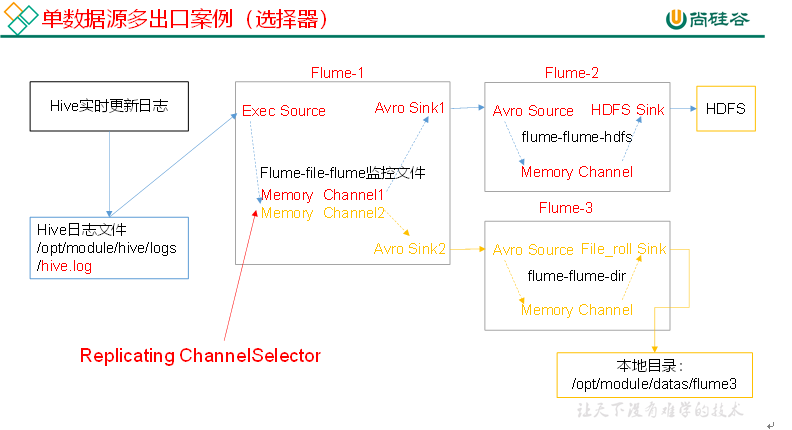 单数据源多出口案例（选择器）
尚硅谷
Flume-1
Flume-2
Hive实时更新日志
Exec Source
Avro Sink1
Avro Source
HDFS Sink
HDFS
flume-flume-hdfs
Flume-file-flume监控文件
Memory Channel
Memory Channel1
Memory Channel2
Flume-3
Hive日志文件
/opt/module/hive/logs
/hive.log
Avro Sink2
Avro Source
File_roll Sink
flume-flume-dir
Memory Channel
Replicating ChannelSelector
本地目录：
/opt/module/datas/flume3
让天下没有难学的技术